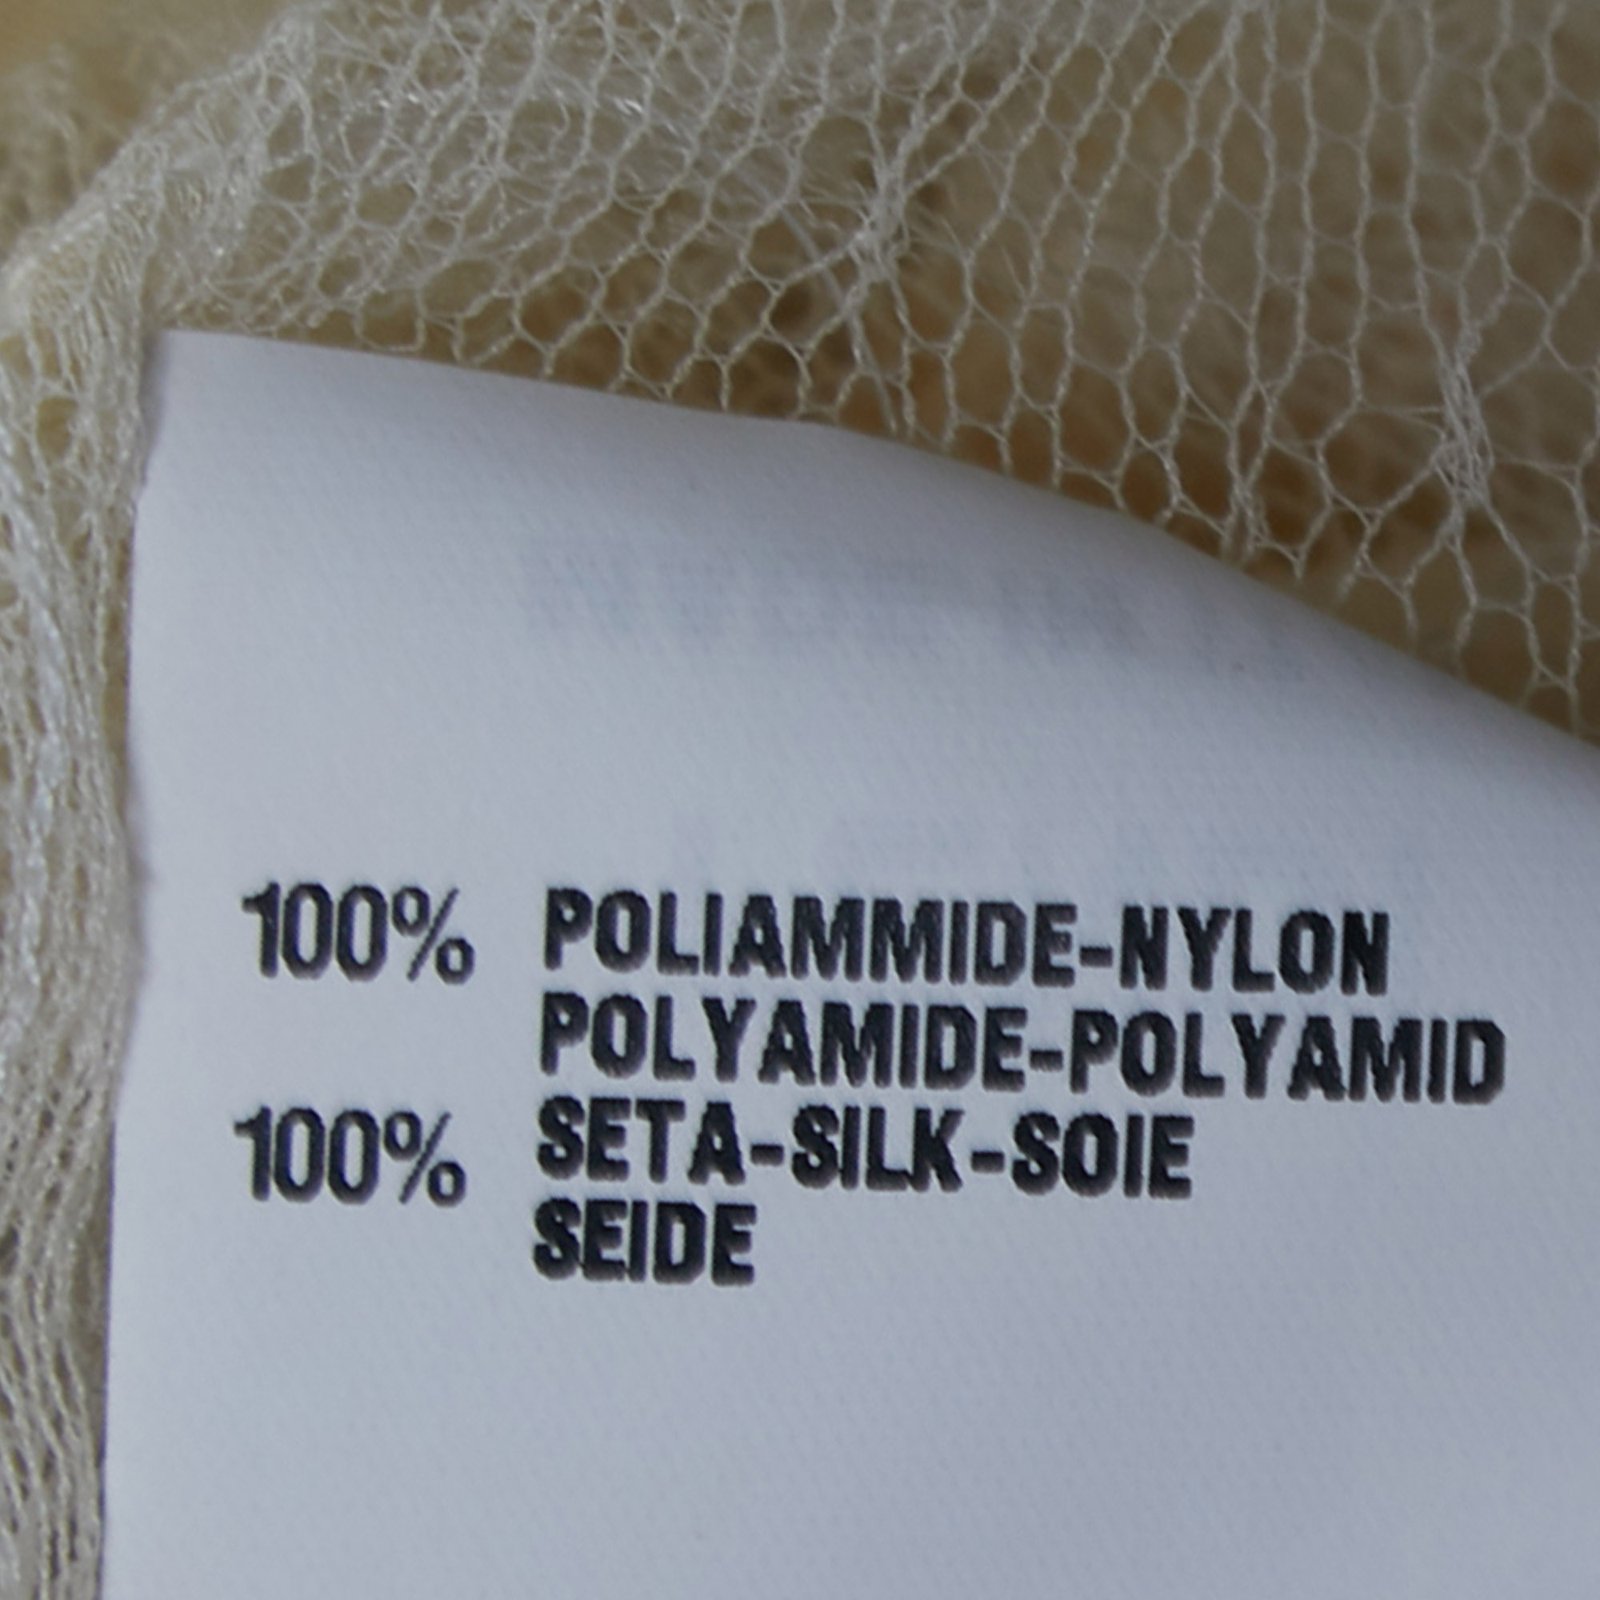 100% POLIAMMIDE-NYLON
POLYAMIDE-POLYAMID
100% SETA-SILK-SOIE
SEIDE